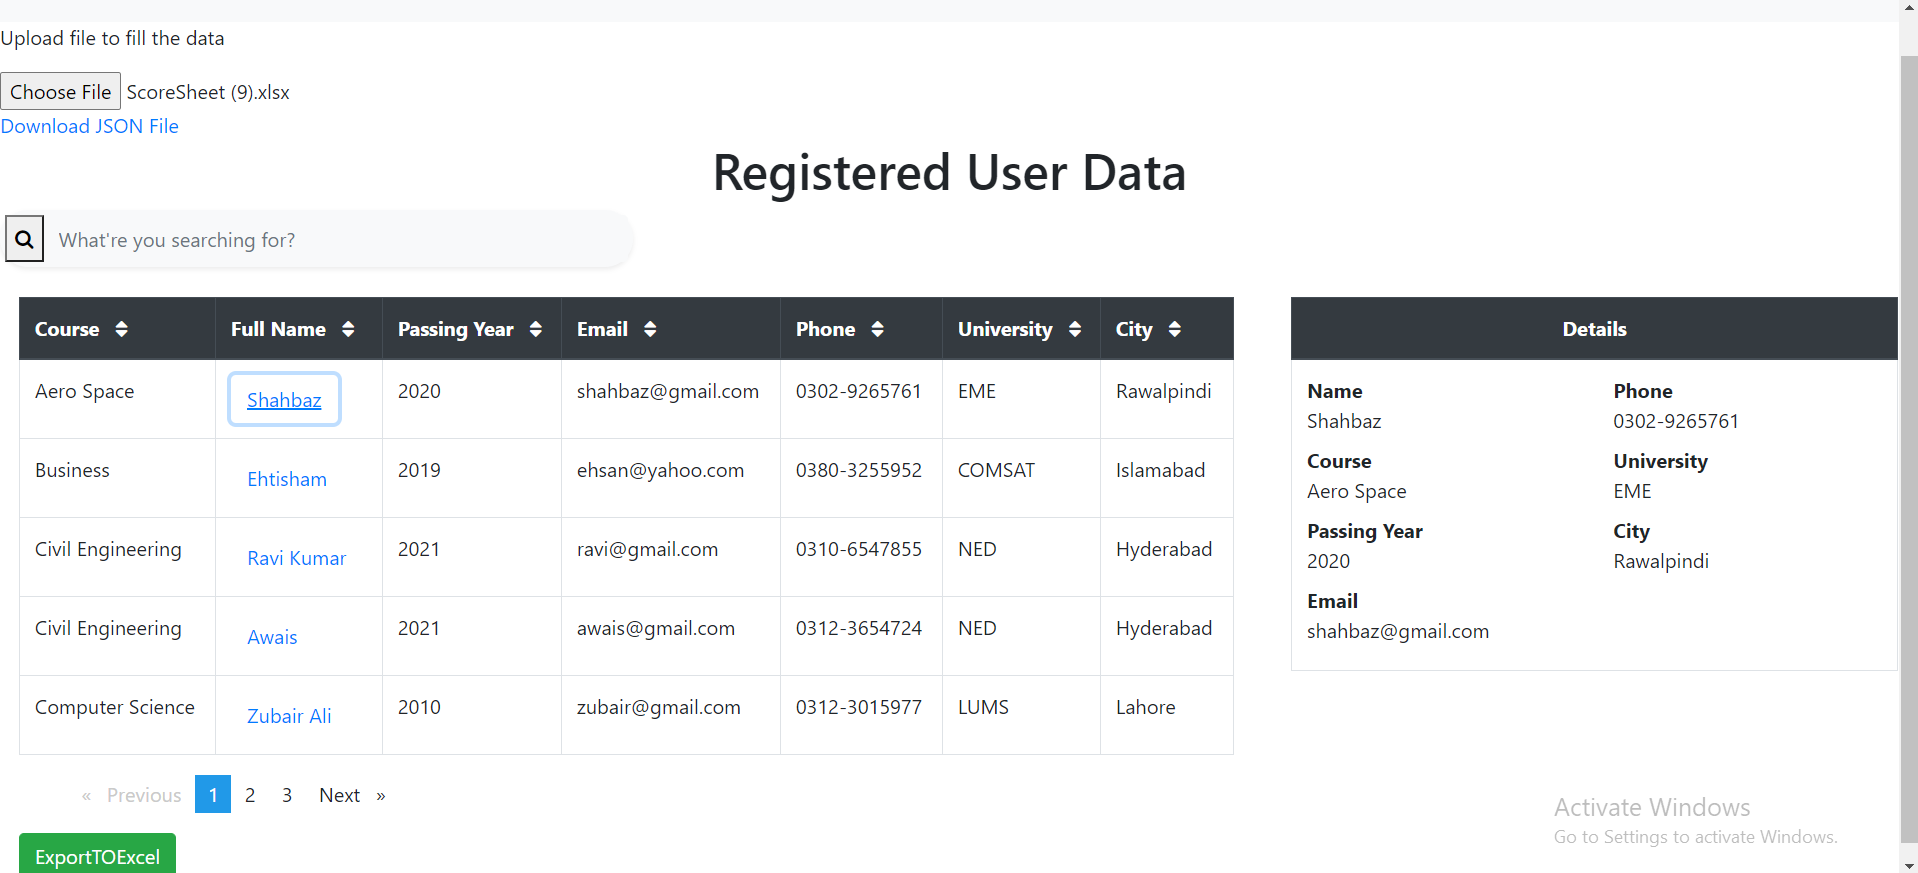 Upload file to fill the data
Choose File ScoreSheet (9).xlsx
Download JSON File
Registered User Data
What're you searching for?
Course Full Name Passing Year Email Phone University City
Aero Space Shahbaz 2020 shahbaz@gmail.com 0302-9265761 EME Rawalpindi
Business Ehtisham 2019 ehsan@yahoo.com 0380-3255952 COMSAT Islamabad
Civil Engineering Ravi Kumar 2021 ravi@gmail.com 0310-6547855 NED Hyderabad
Civil Engineering Awais 2021 awais@gmail.com 0312-3654724 NED Hyderabad
Computer Science Zubair Ali 2010 zubair@gmail.com 0312-3015977 LUMS Lahore
« Previous 1 2 3 Next »
ExportTOExcel
Details
Name Phone
Shahbaz 0302-9265761
Course University
Aero Space EME
Passing Year City
2020 Rawalpindi
Email
shahbaz@gmail.com
Activate Windows
Go to Settings to activate Windows.